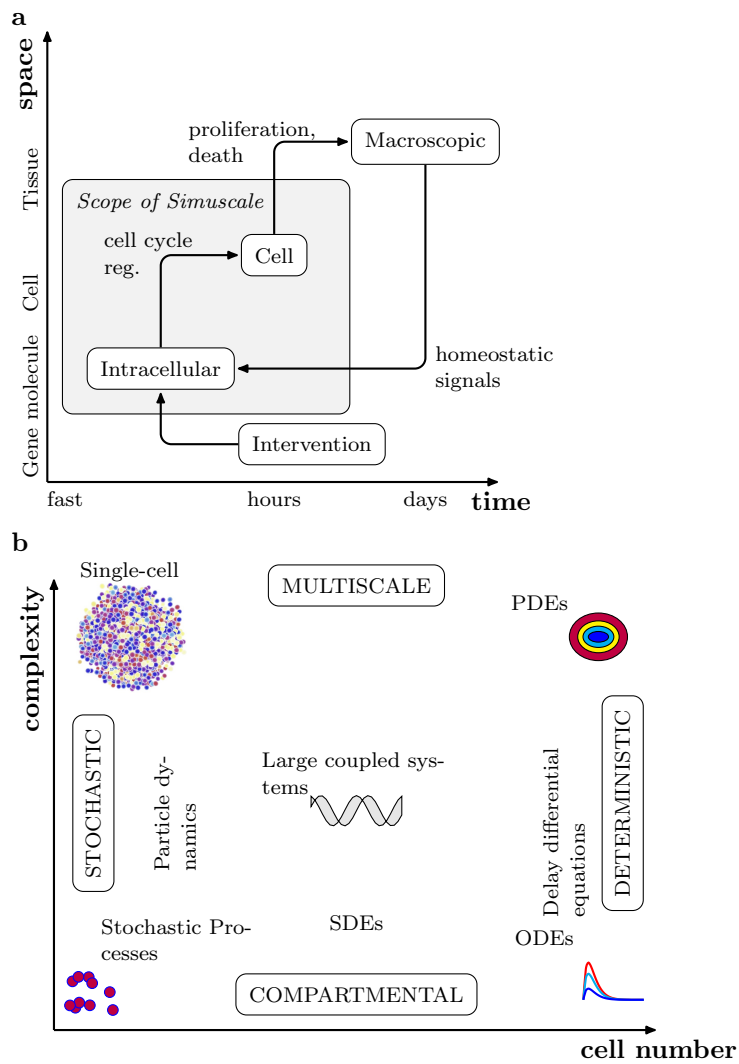 a
space
Tissue
Cell
Gene molecule
proliferation,
death
Macroscopic
Scope of Simuscale
cell cycle
reg.
Cell
Intracellular
homeostatic
signals
Intervention
fast
hours
days
time
b
complexity
Single-cell
MULTISCALE
PDEs
STOCHASTIC
Particle dy-
namics
Large coupled sys-
tems
Delay differential
equations
DETERMINISTIC
Stochastic Pro-
cesses
SDEs
ODEs
COMPARTMENTAL
cell number